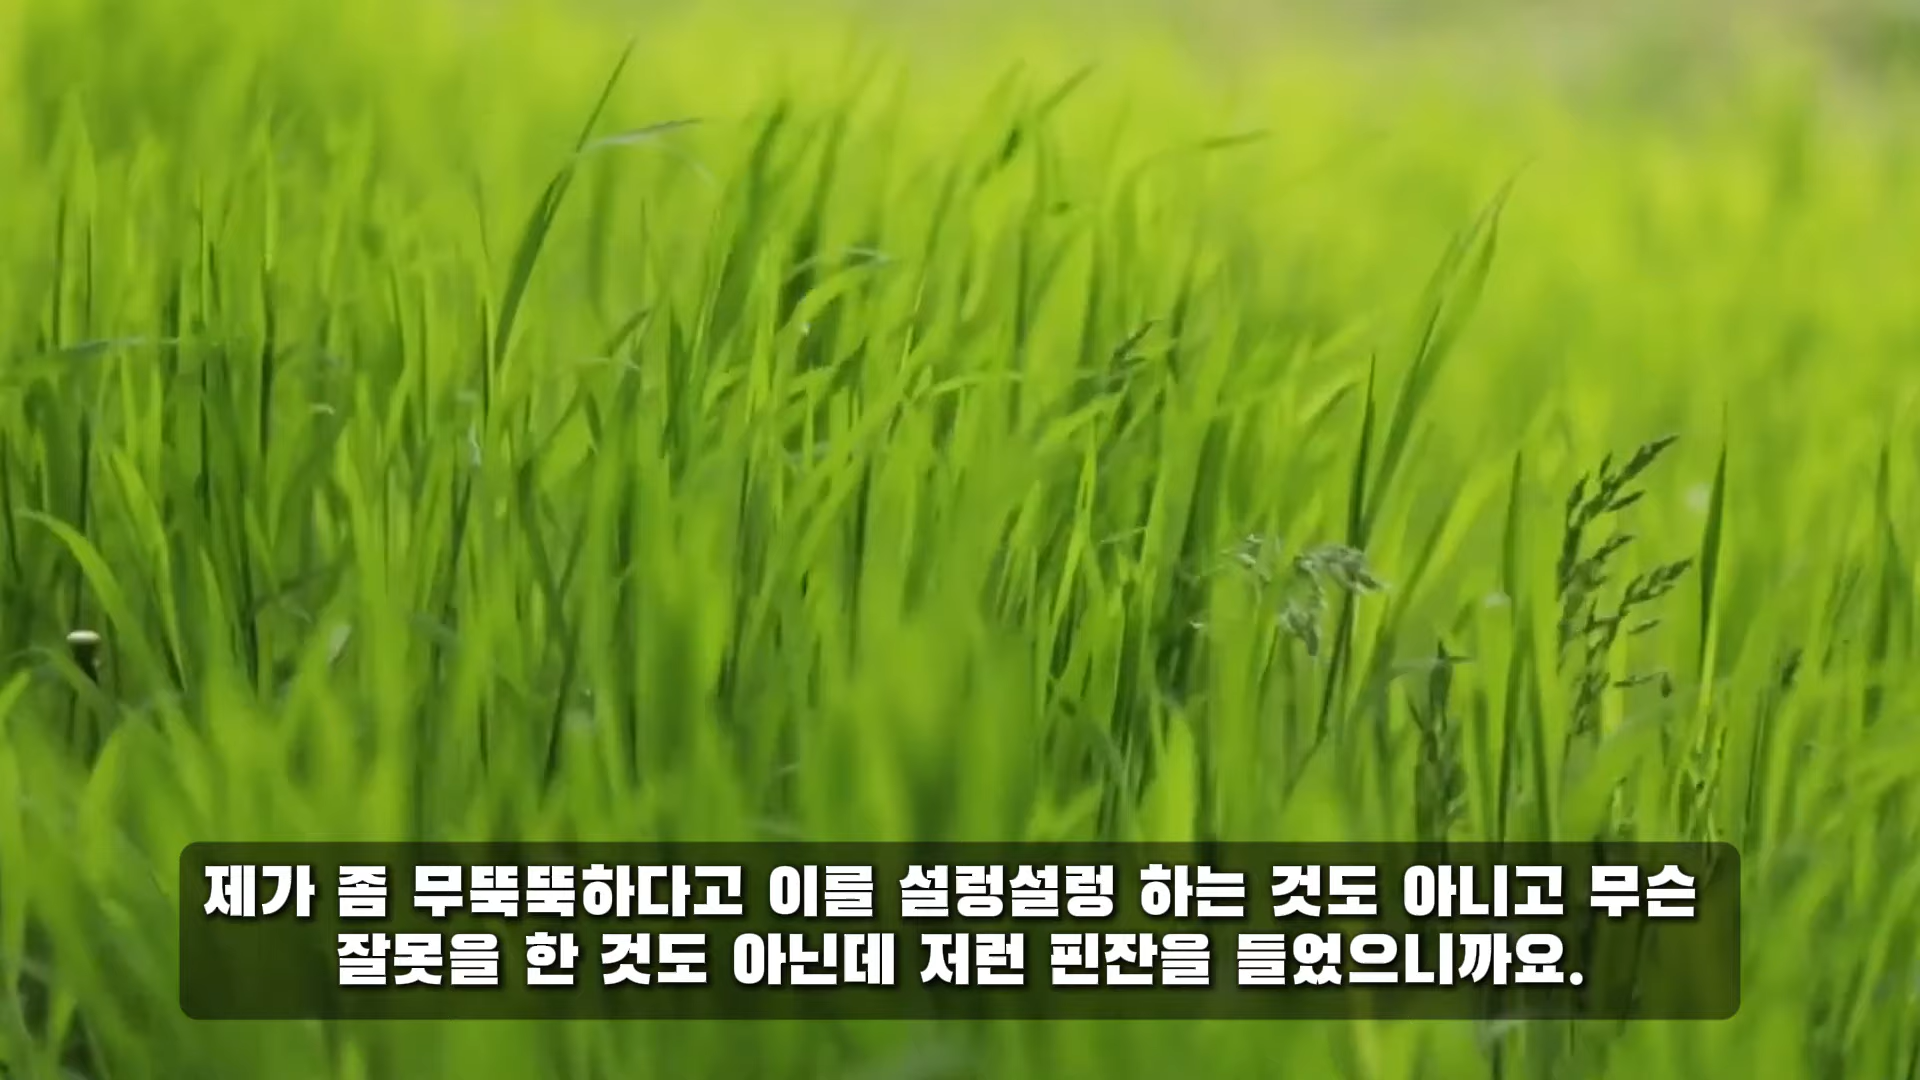 제가 좀 무뚝뚝하다고 이를 설렁설렁 하는 것도 아니고 무슨
잘못을 한 것도 아닌데 저런 핀잔을 들었으니까요.